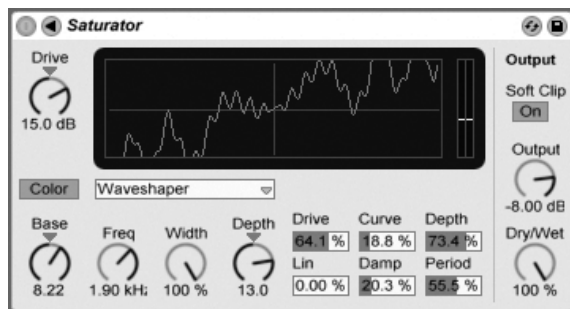 Saturator
Drive
15.0 dB
Output
Soft Clip
On
Output
-8.00 dB
Color
Waveshaper
Base
8.22
Freq
1.90 kHz
Width
100 %
Depth
13.0
Drive Curve Depth
64.1 % 18.8 % 73.4 %
Lin Damp Period
0.00 % 20.3 % 55.5 %
Dry/Wet
100 %